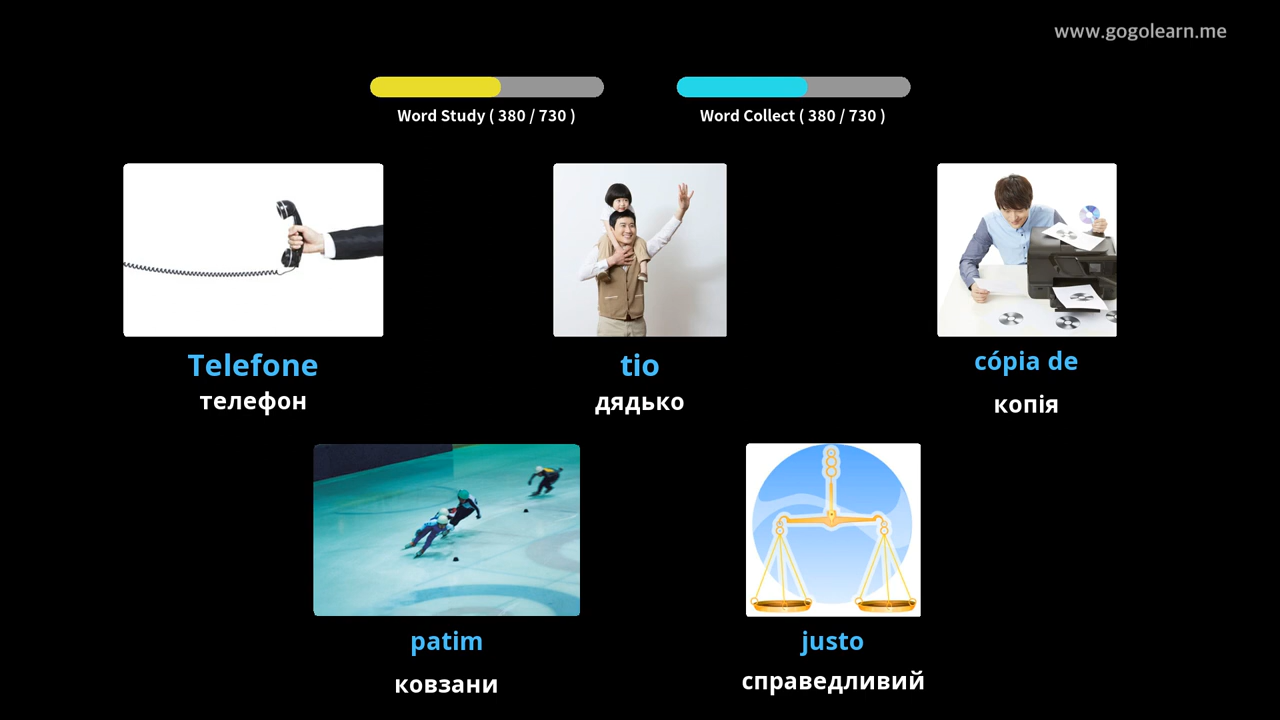 www.gogolearn.me
Word Study ( 380 / 730 )
Word Collect ( 380 / 730 )
Telefone
телефон
tio
дядько
cópia de
копія
patim
ковзани
justo
справедливий